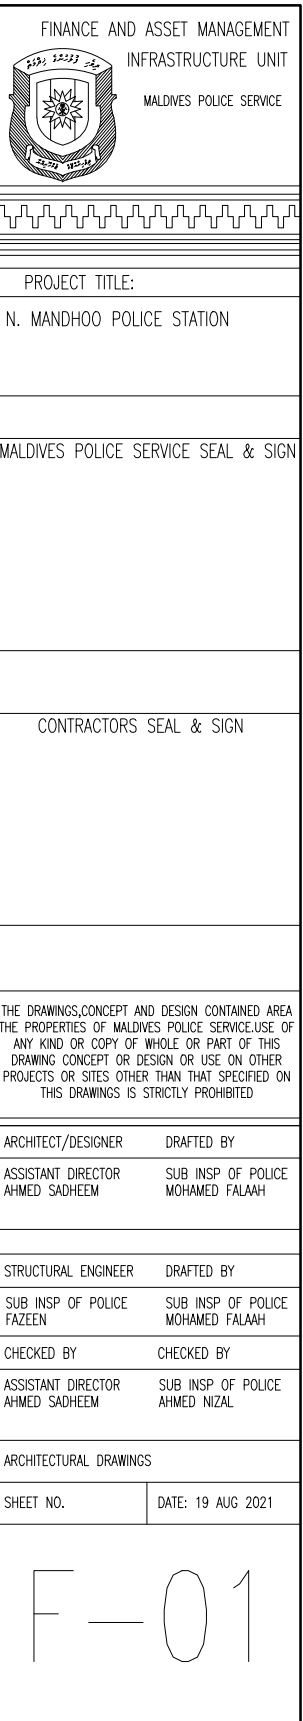 FINANCE AND ASSET MANAGEMENT
INFRASTRUCTURE UNIT
MALDIVES POLICE SERVICE
PROJECT TITLE:
N. MANDHOO POLICE STATION
MALDIVES POLICE SERVICE SEAL & SIGN
CONTRACTORS SEAL & SIGN
THE DRAWINGS,CONCEPT AND DESIGN CONTAINED AREA
THE PROPERTIES OF MALDIVES POLICE SERVICE.USE OF
ANY KIND OR COPY OF WHOLE OR PART OF THIS
DRAWING CONCEPT OR DESIGN OR USE ON OTHER
PROJECTS OR SITES OTHER THAN THAT SPECIFIED ON
THIS DRAWINGS IS STRICTLY PROHIBITED
ARCHITECT/DESIGNER DRAFTED BY
ASSISTANT DIRECTOR SUB INSP OF POLICE
AHMED SADHEEM MOHAMED FALAAH
STRUCTURAL ENGINEER DRAFTED BY
SUB INSP OF POLICE SUB INSP OF POLICE
FAZEEN MOHAMED FALAAH
CHECKED BY CHECKED BY
ASSISTANT DIRECTOR SUB INSP OF POLICE
AHMED SADHEEM AHMED NIZAL
ARCHITECTURAL DRAWINGS
SHEET NO. DATE: 19 AUG 2021
F-01